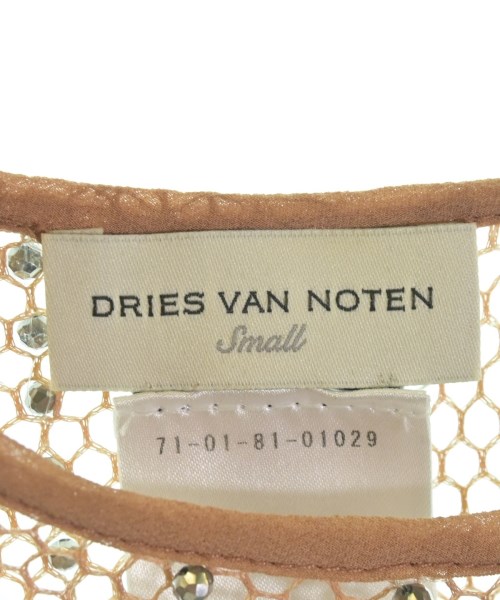 DRIES VAN NOTEN
Small
71-01-81-01029